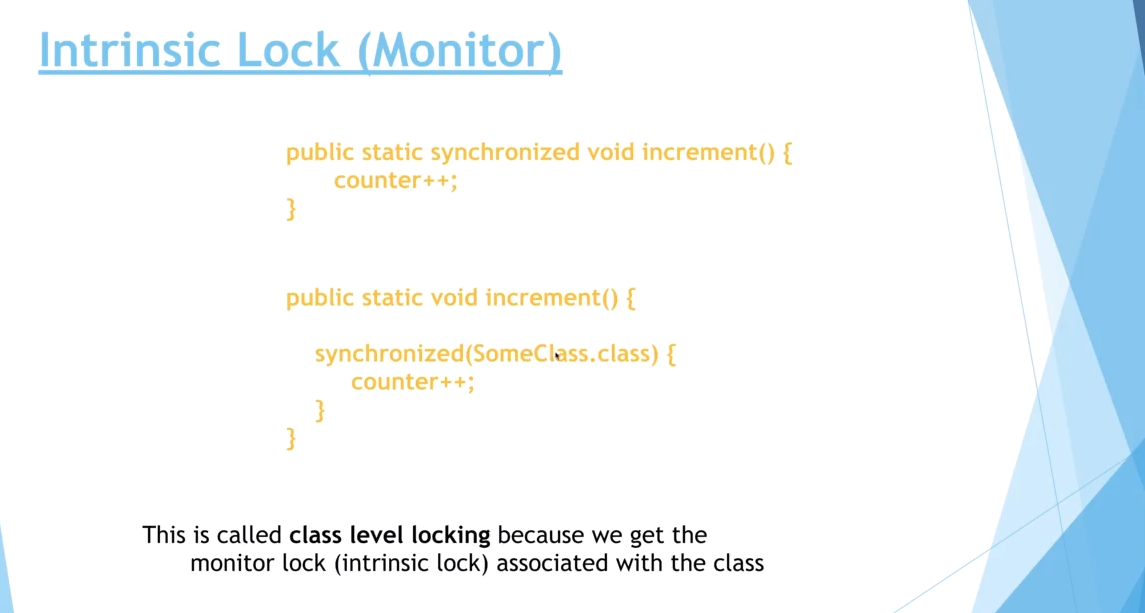 Intrinsic Lock (Monitor)
public static synchronized void increment() {
counter++;
}
public static void increment() {
synchronized(SomeClass.class) {
counter++;
}
}
This is called class level locking because we get the
monitor lock (intrinsic lock) associated with the class